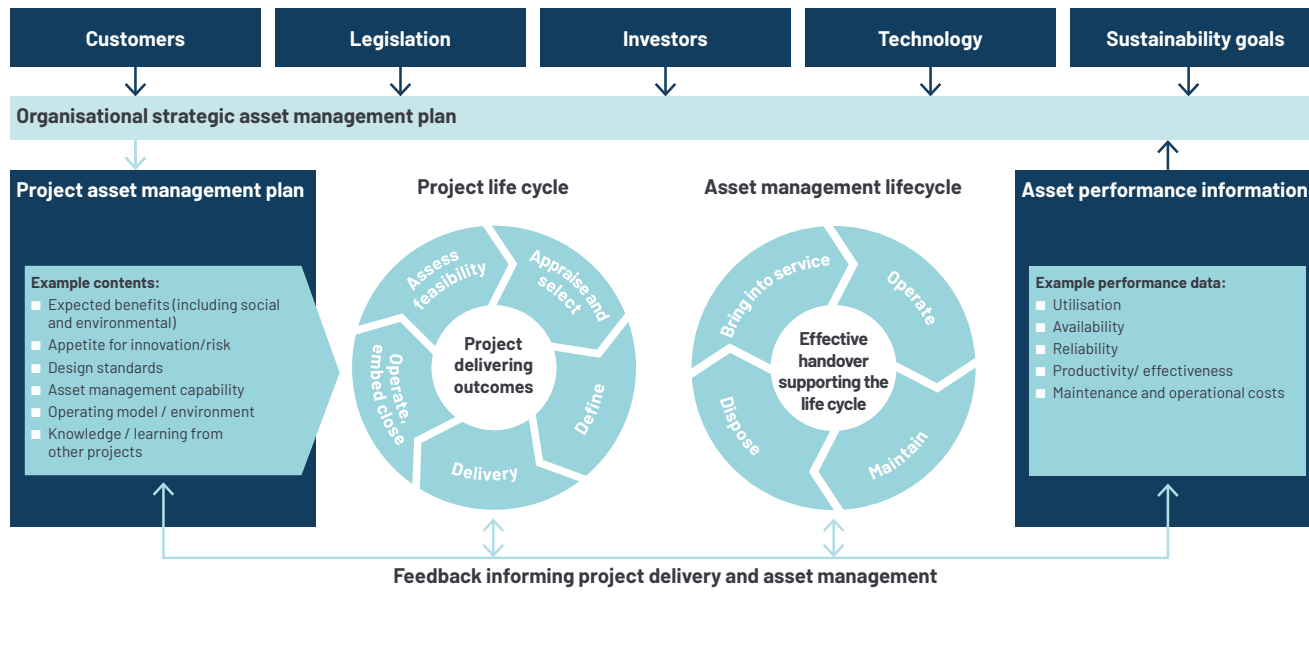 Customers
Legislation
Investors
Technology
Sustainability goals
Organisational strategic asset management plan
Project asset management plan
Example contents:
Expected benefits (including social
and environmental)
Appetite for innovation/risk
Design standards
Asset management capability
Operating model / environment
Knowledge / learning from
other projects
Project life cycle
Assess
feasibility
Appraise and
select
Define
Delivery
Operate,
embed close
Project
delivering
outcomes
Asset management lifecycle
Bring into service
Operate
Maintain
Dispose
Effective
handover
supporting the
life cycle
Asset performance information
Example performance data:
Utilisation
Availability
Reliability
Productivity/ effectiveness
Maintenance and operational costs
Feedback informing project delivery and asset management